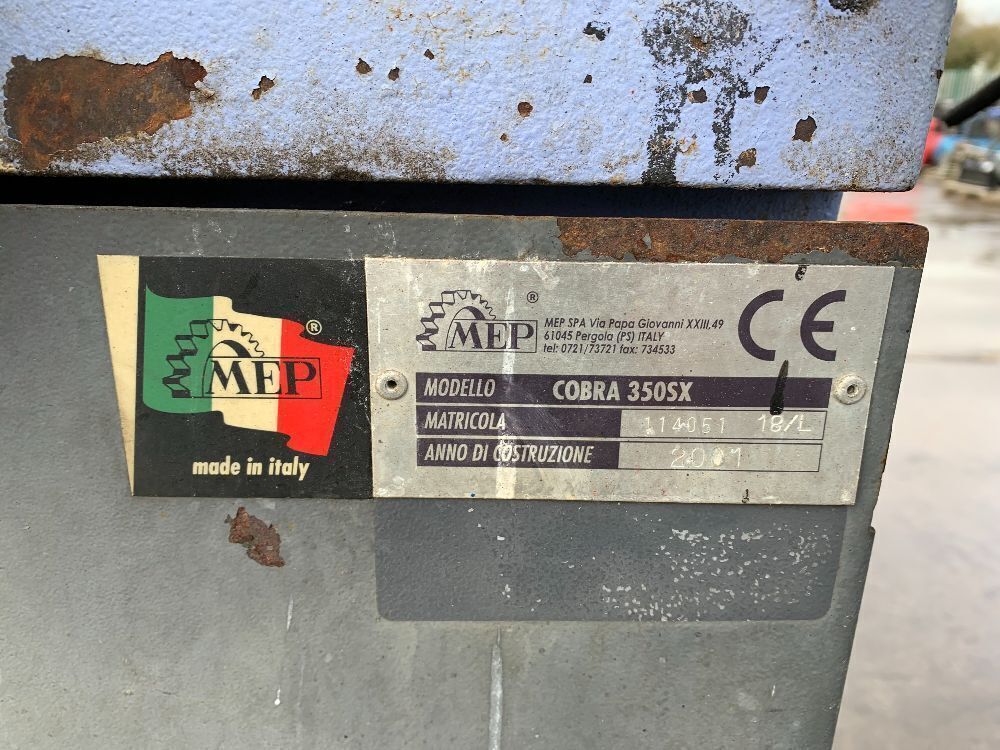 MEP ®
made in italy
MEP ®
MEP SPA Via Papa Giovanni XXIII,49
61045 Pergola (PS) ITALY
tel: 0721/73721 fax: 734533
CE
MODELLO COBRA 350SX
MATRICOLA 114051 18/L
ANNO DI COSTRUZIONE 2001